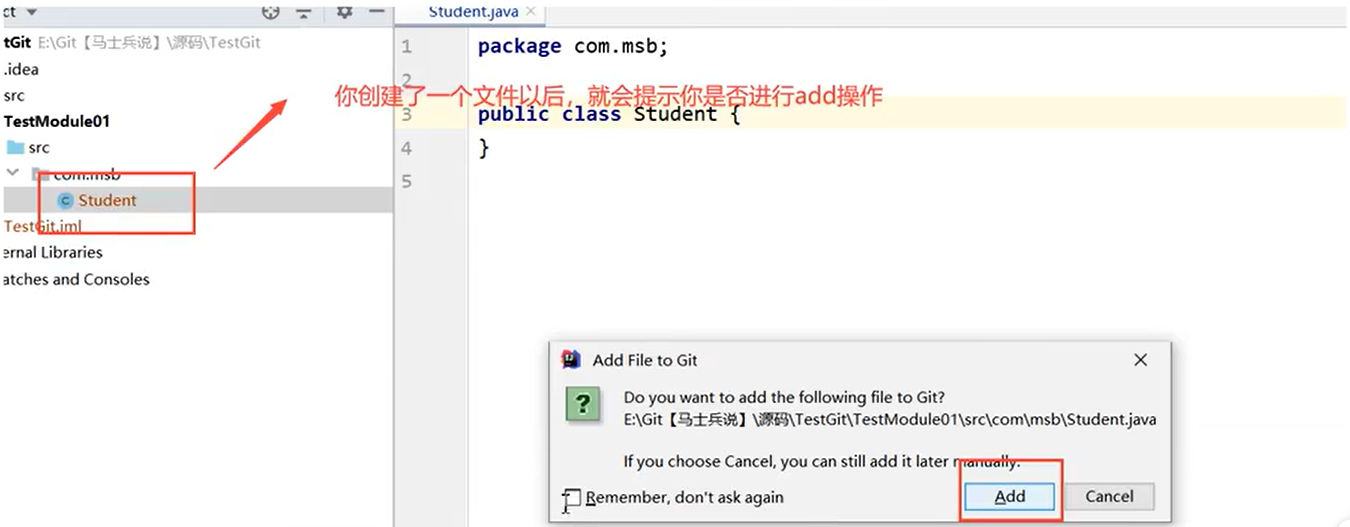 ct
Student.java
tGit E:\Git【马士兵说】\源码\TestGit
.idea
src
TestModule01
src
com.msb
Student
TestGit.iml
ernal Libraries
atches and Consoles
1
package com.msb;
2
你创建了一个文件以后，就会提示你是否进行add操作
3
public class Student {
4
}
5
Add File to Git
?
Do you want to add the following file to Git?
E:\Git【马士兵说】\源码\TestGit\TestModule01\src\com\msb\Student.java
If you choose Cancel, you can still add it later manually.
Remember, don't ask again
Add
Cancel